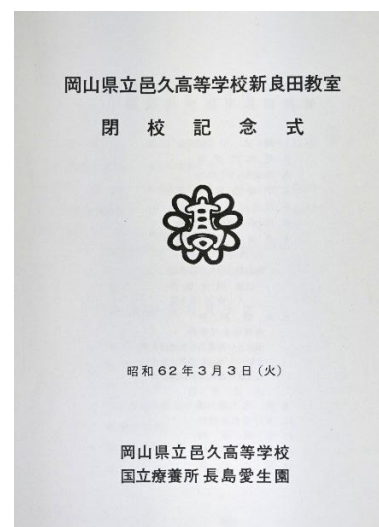 岡山県立邑久高等学校新良田教室
閉校記念式
高
昭和62年3月3日(火)
岡山県立邑久高等学校
国立療養所長島愛生園